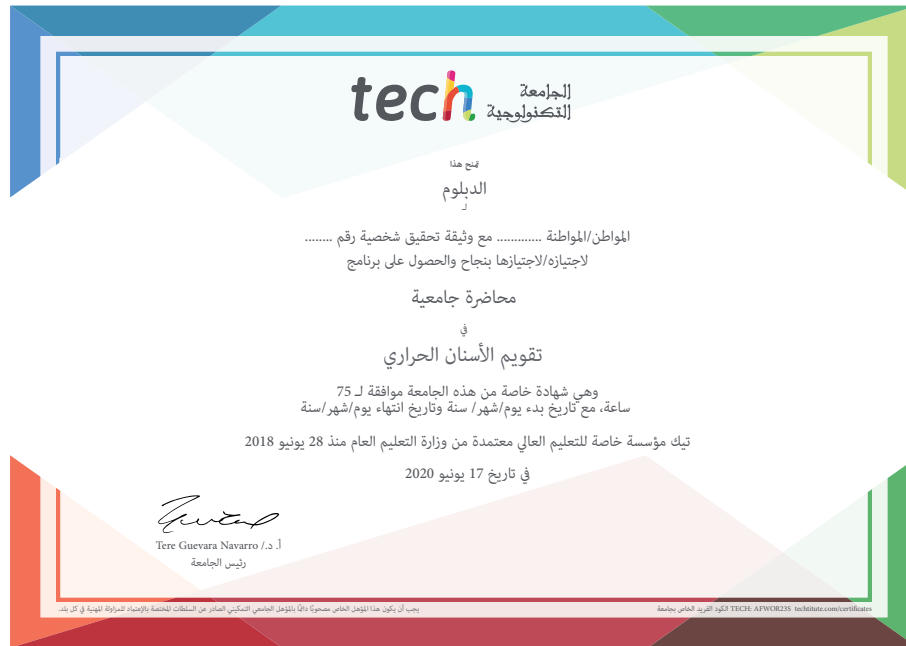 tech الجامعة
التكنولوجية
تمنح هذا
الدبلوم
لـ
المواطن/المواطنة ............. مع وثيقة تحقيق شخصية رقم ........
لاجتيازه/لاجتيازها بنجاح والحصول على برنامج
محاضرة جامعية
في
تقويم الأسنان الحراري
وهي شهادة خاصة من هذه الجامعة موافقة لـ 75
ساعة، مع تاريخ بدء يوم/شهر/ سنة وتاريخ انتهاء يوم/شهر/سنة
تيك مؤسسة خاصة للتعليم العالي معتمدة من وزارة التعليم العام منذ 28 يونيو 2018
في تاريخ 17 يونيو 2020
أ. د./ Tere Guevara Navarro
رئيس الجامعة
يجب أن يكون هذا المؤهل الخاص مصحوبًا دائمًا بالمؤهل الجامعي التمكيني الصادر عن السلطات المختصة بالإعتماد للمزاولة المهنية في كل بلد.
الكود الفريد الخاص بجامعة TECH: AFWOR23S techtitute.com/certificates